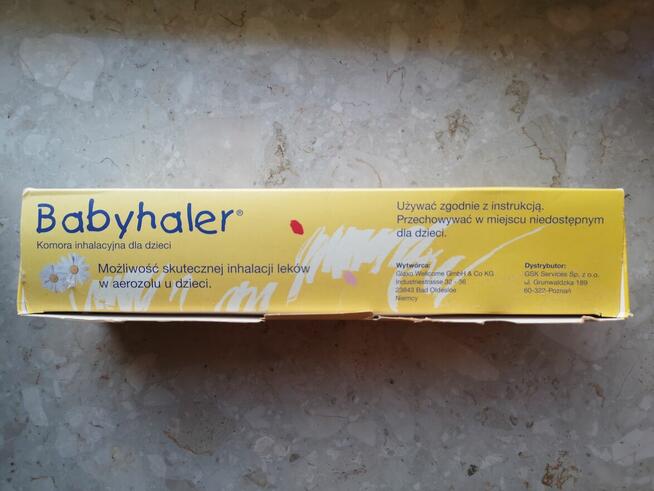 Babyhaler®
Komora inhalacyjna dla dzieci
Możliwość skutecznej inhalacji leków
w aerozolu u dzieci.
Używać zgodnie z instrukcją.
Przechowywać w miejscu niedostępnym
dla dzieci.
Wytwórca:
Glaxo Wellcome GmbH & Co KG
Industriestrasse 32 - 36
23843 Bad Oldesloe
Niemcy
Dystrybutor:
GSK Services Sp. z o.o.
ul. Grunwaldzka 189
60-322-Poznań